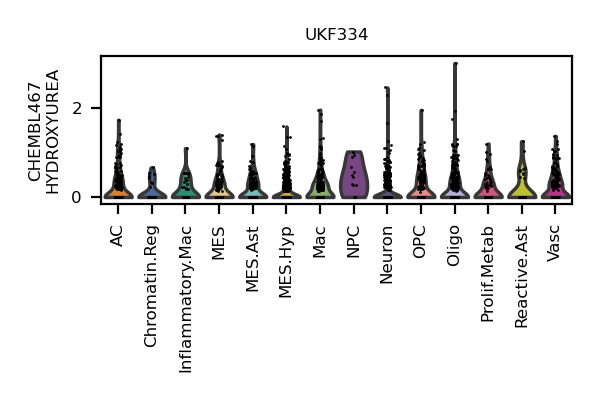 UKF334
CHEMBL467
HYDROXYUREA
2
0
AC
Chromatin.Reg
Inflammatory.Mac
MES
MES.Ast
MES.Hyp
Mac
NPC
Neuron
OPC
Oligo
Prolif.Metab
Reactive.Ast
Vasc